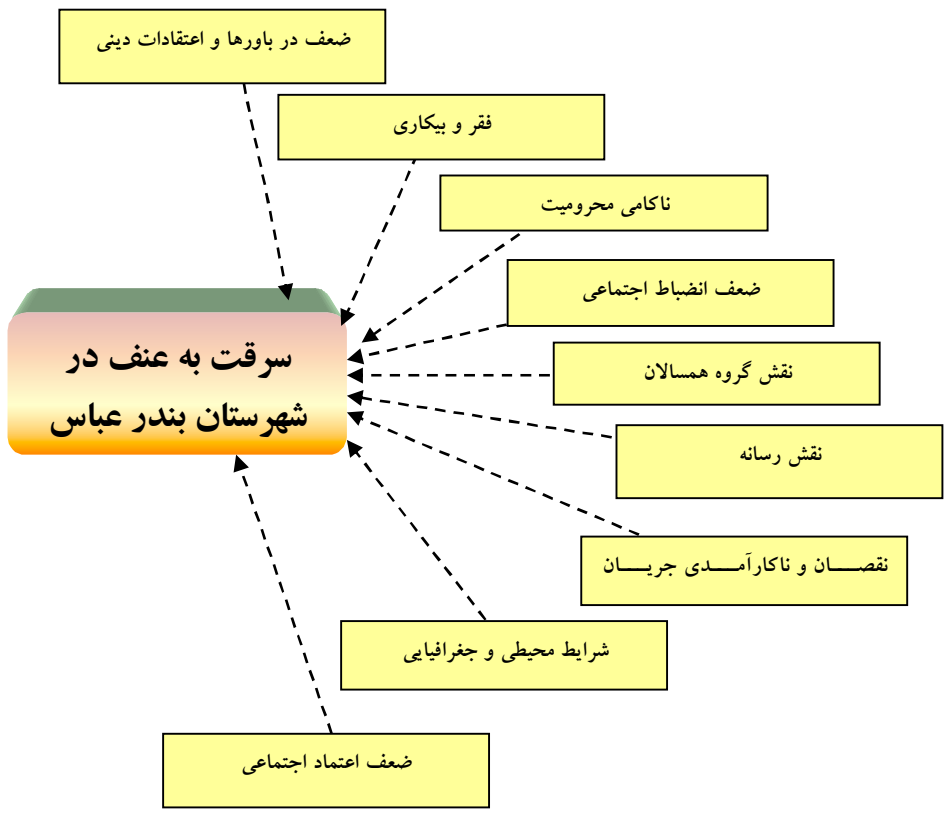 ضعف در باورها و اعتقادات دینی
فقر و بیکاری
ناکامی محرومیت
ضعف انضباط اجتماعی
سرقت به عنف در
شهرستان بندر عباس
نقش گروه همسالان
نقش رسانه
نقصـــان و ناکارآمـــدی جریـــان
شرایط محیطی و جغرافیایی
ضعف اعتماد اجتماعی